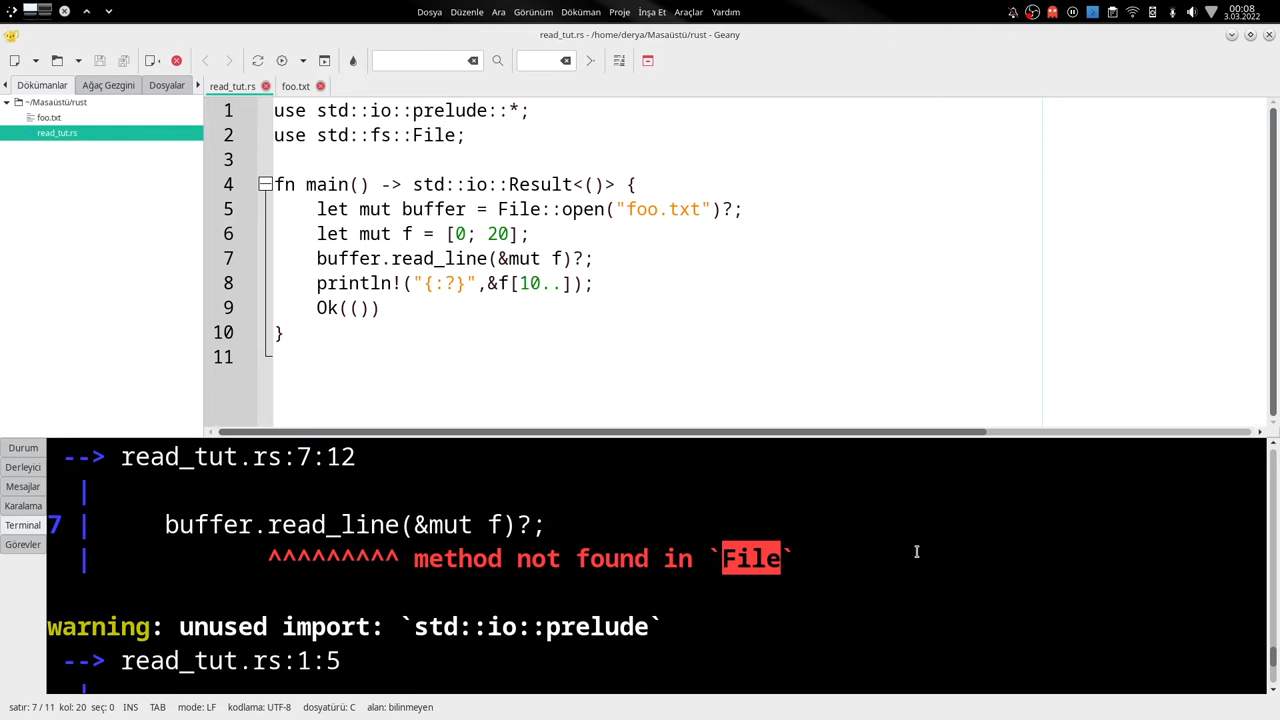 Dosya Düzenle Ara Görünüm Döküman Proje İnşa Et Araçlar Yardım
00:08
3.03.2022
read_tut.rs - /home/derya/Masaüstü/rust - Geany
Dökümanlar Ağaç Gezgini Dosyalar
~/Masaüstü/rust
foo.txt
read_tut.rs
read_tut.rs foo.txt
1 use std::io::prelude::*;
2 use std::fs::File;
3
4 fn main() -> std::io::Result<()> {
5 let mut buffer = File::open("foo.txt")?;
6 let mut f = [0; 20];
7 buffer.read_line(&mut f)?;
8 println!("{:?}",&f[10..]);
9 Ok(())
10 }
11
Durum
Derleyici
Mesajlar
Karalama
Terminal
Görevler
--> read_tut.rs:7:12
|
7 | buffer.read_line(&mut f)?;
| ^^^^^^^^^ method not found in `File`
warning: unused import: `std::io::prelude`
--> read_tut.rs:1:5
|
satır: 7 / 11 kol: 20 seç: 0 INS TAB mode: LF kodlama: UTF-8 dosyatürü: C alan: bilinmeyen